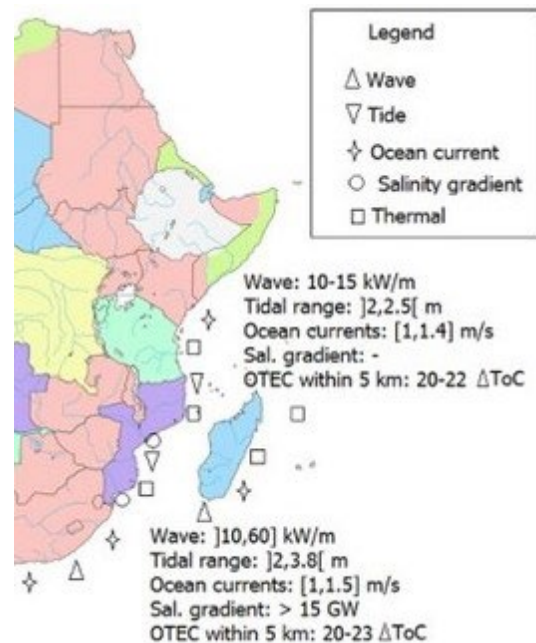 Legend
Wave
Tide
Ocean current
Salinity gradient
Thermal
Wave: 10-15 kW/m
Tidal range: ]2,2.5[ m
Ocean currents: [1,1.4] m/s
Sal. gradient: -
OTEC within 5 km: 20-22 ΔToC
Wave: ]10,60] kW/m
Tidal range: ]2,3.8[ m
Ocean currents: [1,1.5] m/s
Sal. gradient: > 15 GW
OTEC within 5 km: 20-23 ΔToC